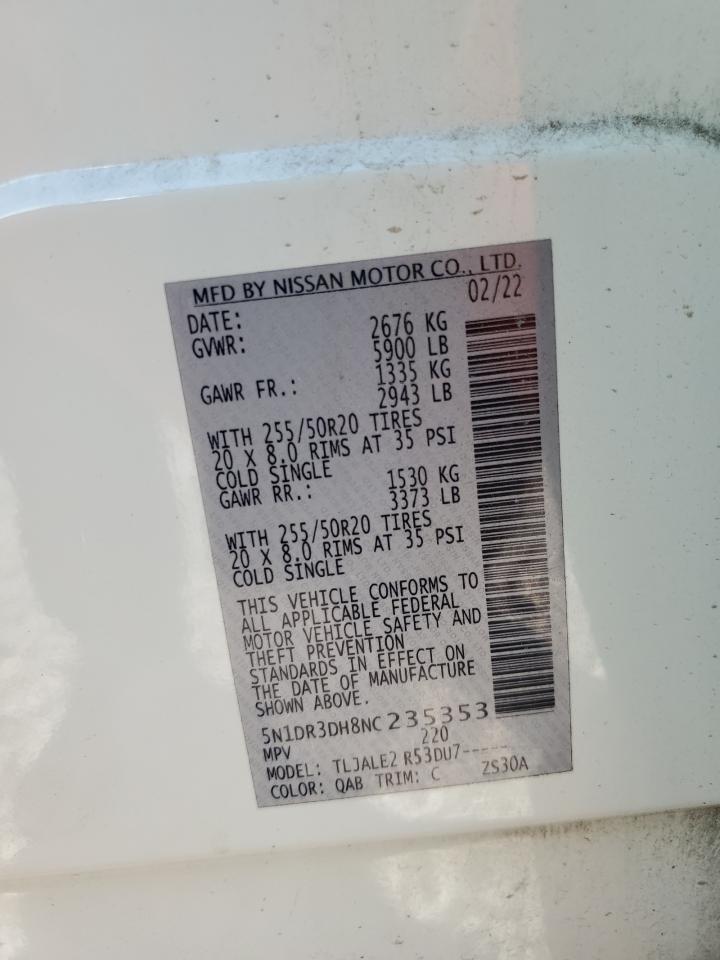 MFD BY NISSAN MOTOR CO., LTD.
DATE: 02/22
GVWR: 2676 KG
5900 LB
GAWR FR.: 1335 KG
2943 LB
WITH 255/50R20 TIRES
20 X 8.0 RIMS AT 35 PSI
COLD SINGLE
GAWR RR.: 1530 KG
3373 LB
WITH 255/50R20 TIRES
20 X 8.0 RIMS AT 35 PSI
COLD SINGLE
THIS VEHICLE CONFORMS TO
ALL APPLICABLE FEDERAL
MOTOR VEHICLE SAFETY AND
THEFT PREVENTION
STANDARDS IN EFFECT ON
THE DATE OF MANUFACTURE
SHOWN ABOVE.
5N1DR3DH8NC235353
MPV 220
MODEL: TLJALE2 R53DU7-----
COLOR: QAB TRIM: C ZS30A